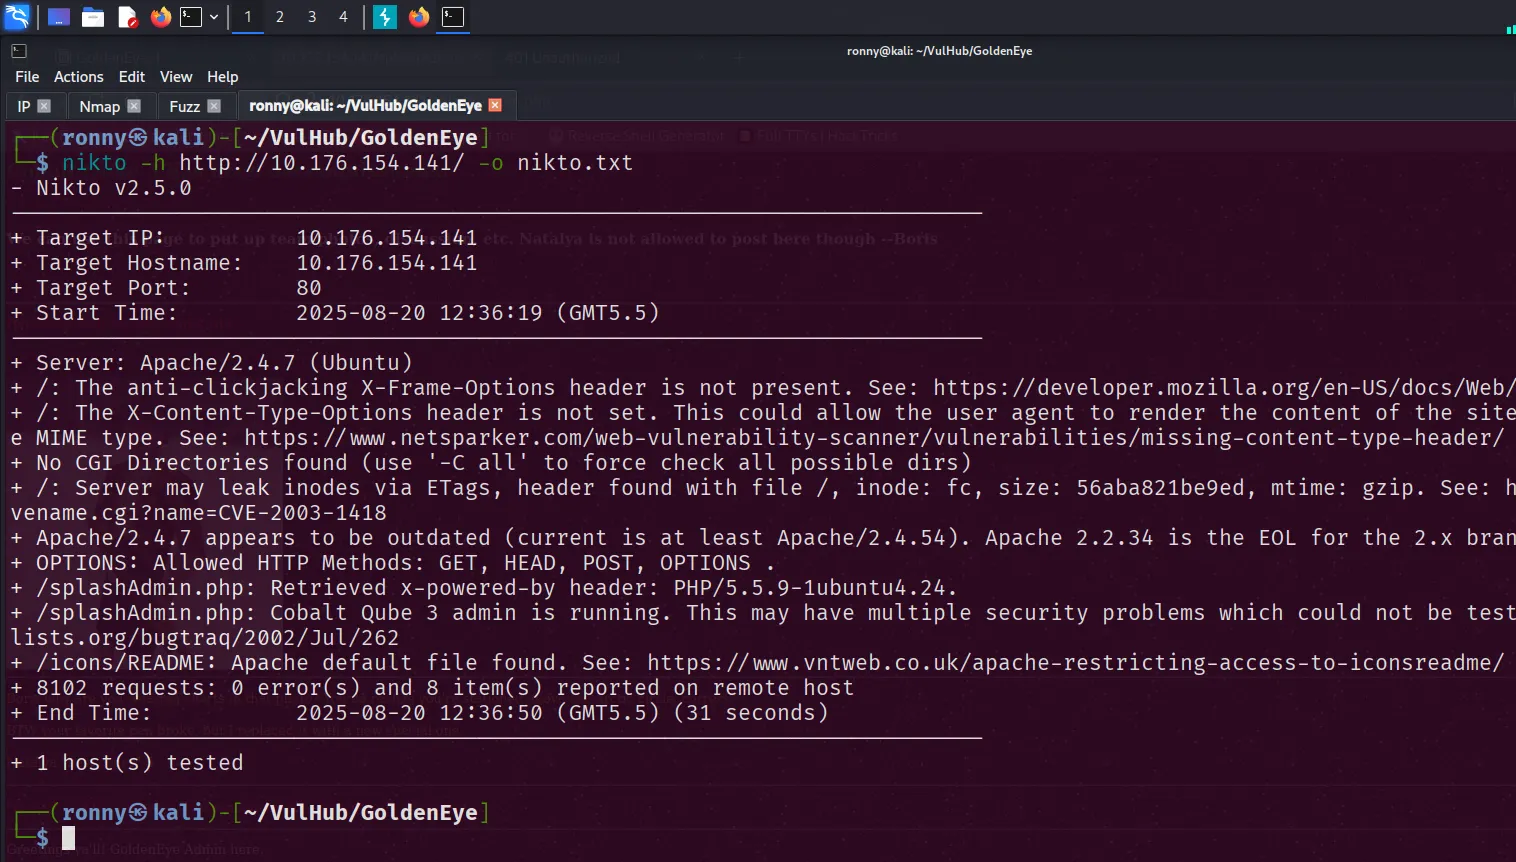 1 2 3 4
ronny@kali: ~/VulHub/GoldenEye
File Actions Edit View Help
IP Nmap Fuzz ronny@kali: ~/VulHub/GoldenEye
┌──(ronny㉿kali)-[~/VulHub/GoldenEye]
└─$ nikto -h http://10.176.154.141/ -o nikto.txt
- Nikto v2.5.0
+ Target IP: 10.176.154.141
+ Target Hostname: 10.176.154.141
+ Target Port: 80
+ Start Time: 2025-08-20 12:36:19 (GMT5.5)
+ Server: Apache/2.4.7 (Ubuntu)
+ /: The anti-clickjacking X-Frame-Options header is not present. See: https://developer.mozilla.org/en-US/docs/Web/
+ /: The X-Content-Type-Options header is not set. This could allow the user agent to render the content of the site
e MIME type. See: https://www.netsparker.com/web-vulnerability-scanner/vulnerabilities/missing-content-type-header/
+ No CGI Directories found (use '-C all' to force check all possible dirs)
+ /: Server may leak inodes via ETags, header found with file /, inode: fc, size: 56aba821be9ed, mtime: gzip. See: h
vename.cgi?name=CVE-2003-1418
+ Apache/2.4.7 appears to be outdated (current is at least Apache/2.4.54). Apache 2.2.34 is the EOL for the 2.x bran
+ OPTIONS: Allowed HTTP Methods: GET, HEAD, POST, OPTIONS .
+ /splashAdmin.php: Retrieved x-powered-by header: PHP/5.5.9-1ubuntu4.24.
+ /splashAdmin.php: Cobalt Qube 3 admin is running. This may have multiple security problems which could not be test
lists.org/bugtraq/2002/Jul/262
+ /icons/README: Apache default file found. See: https://www.vntweb.co.uk/apache-restricting-access-to-iconsreadme/
+ 8102 requests: 0 error(s) and 8 item(s) reported on remote host
+ End Time: 2025-08-20 12:36:50 (GMT5.5) (31 seconds)
+ 1 host(s) tested
┌──(ronny㉿kali)-[~/VulHub/GoldenEye]
└─$